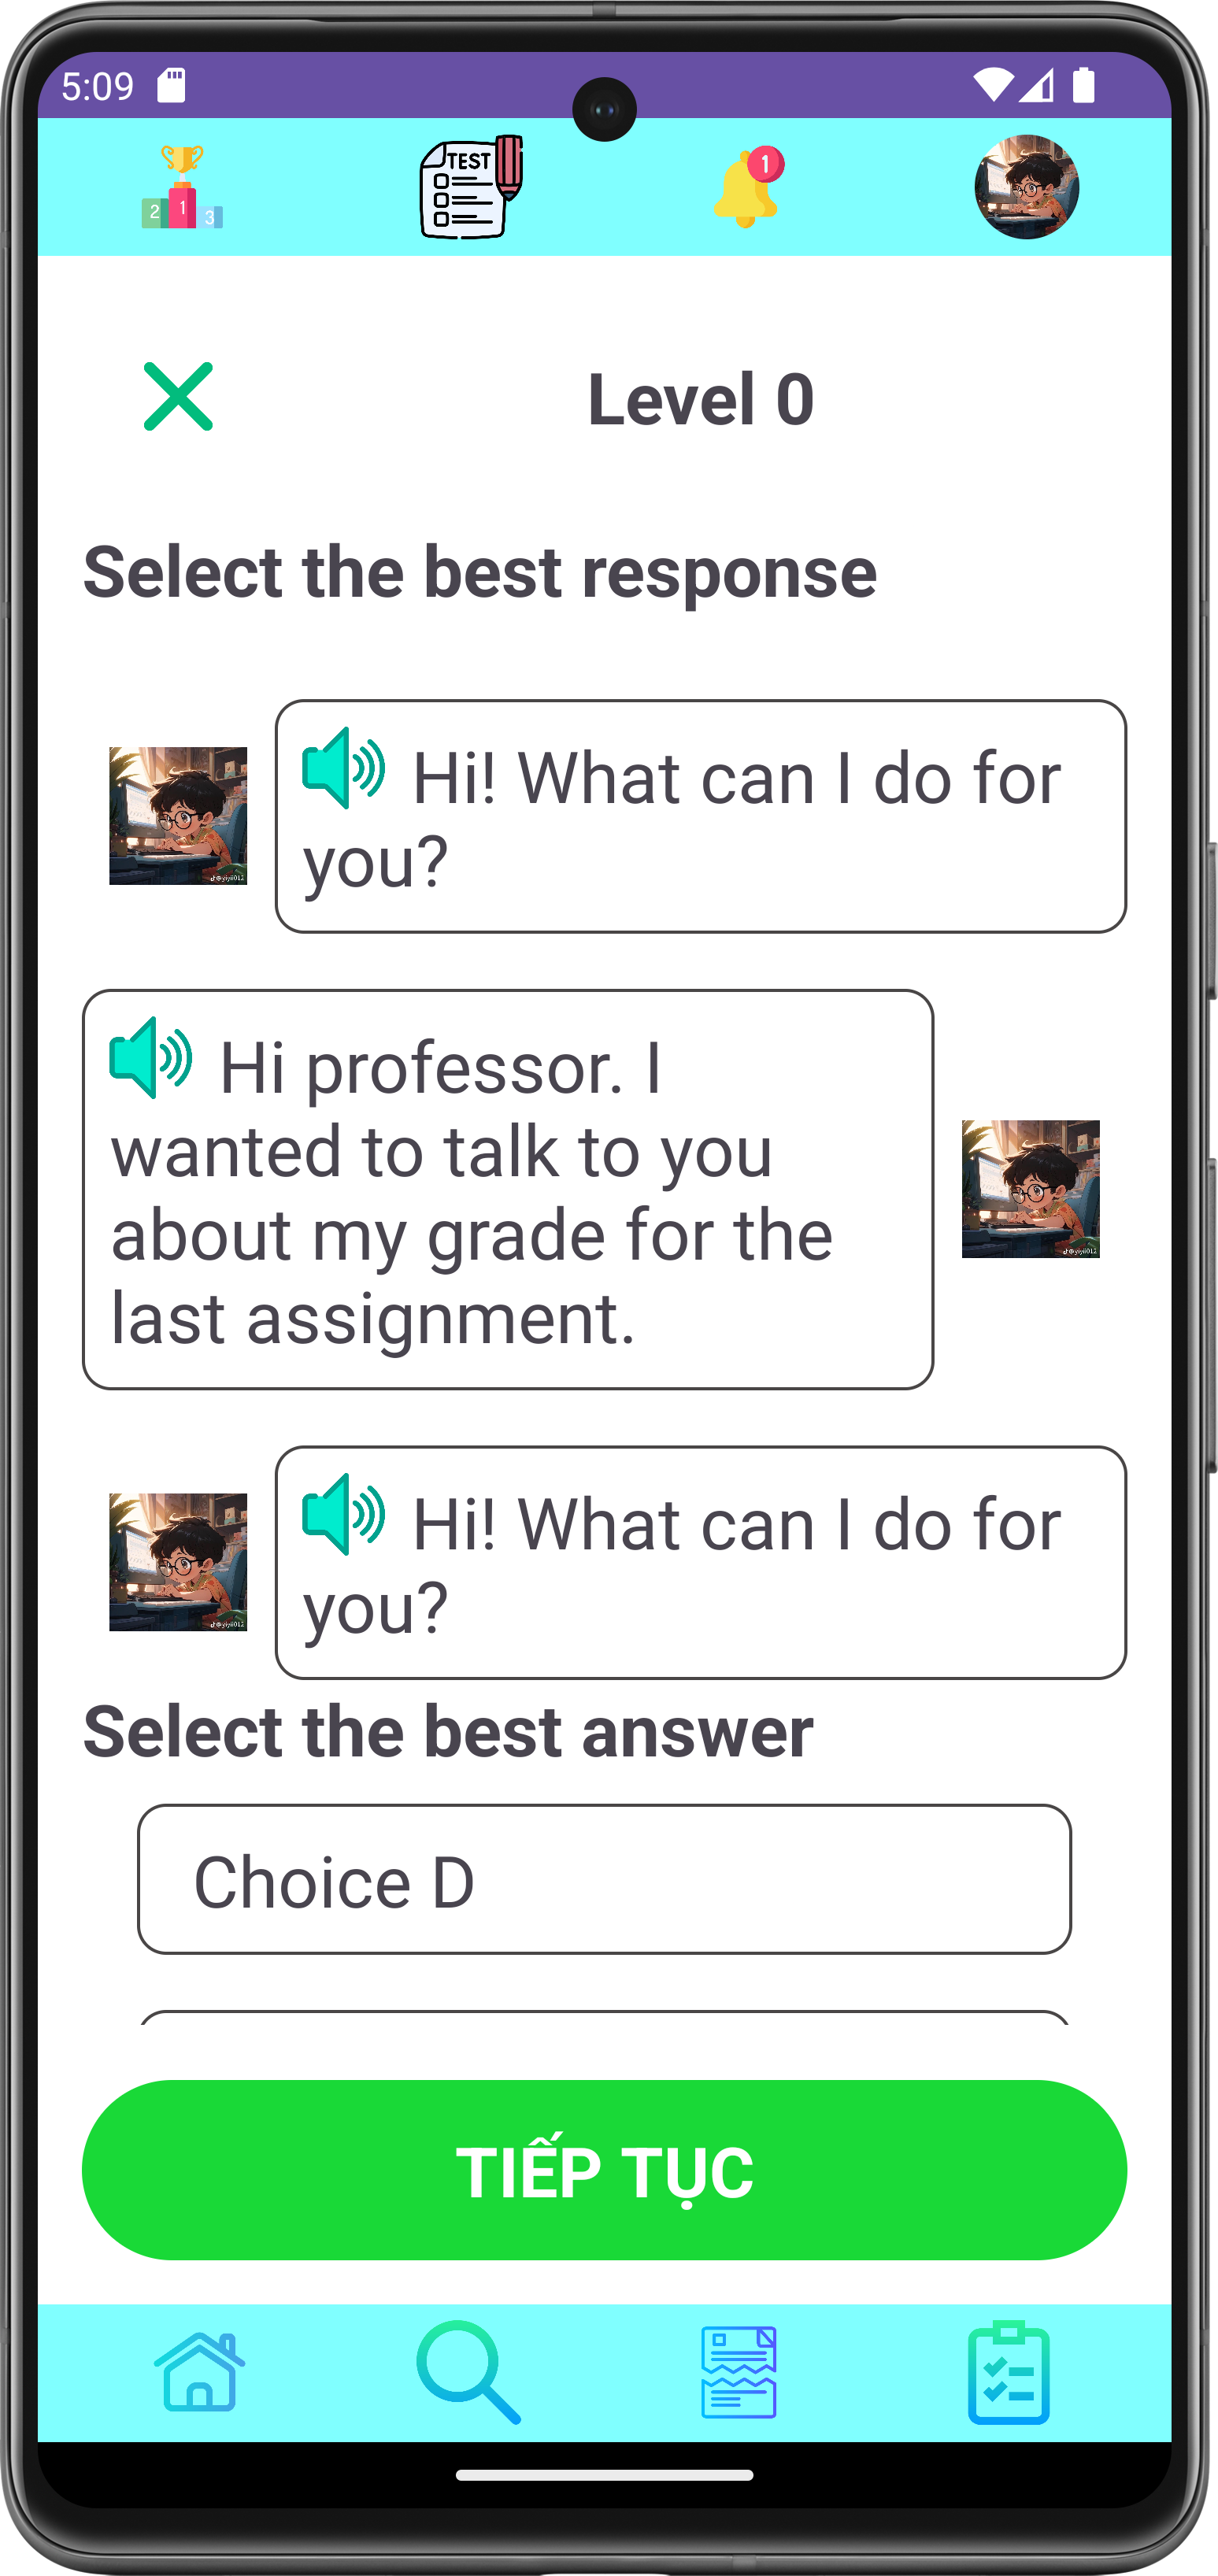 5:09
2 1 3
TEST
1
Level 0
Select the best response
Hi! What can I do for
you?
Hi professor. I
wanted to talk to you
about my grade for the
last assignment.
Hi! What can I do for
you?
Select the best answer
Choice D
TIẾP TỤC